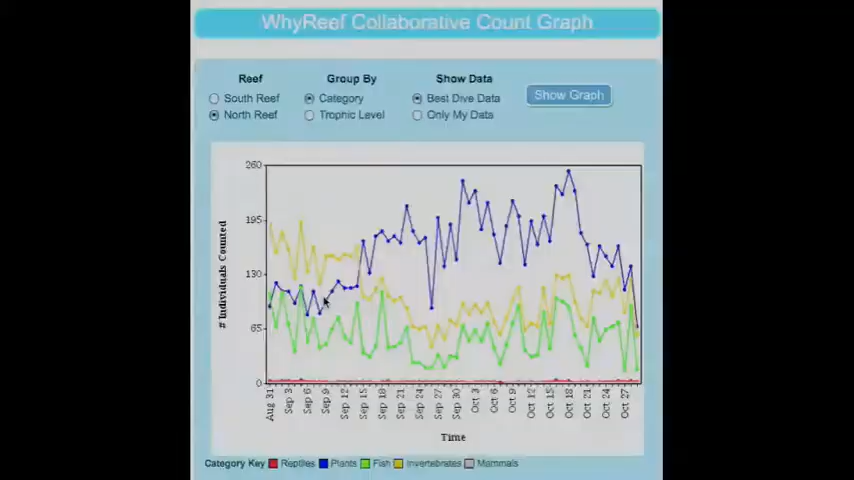 WhyReef Collaborative Count Graph
Reef Group By Show Data
South Reef Category Best Dive Data Show Graph
North Reef Trophic Level Only My Data
260
195
130
65
0
# Individuals Counted
Aug 31 Sep 3 Sep 6 Sep 9 Sep 12 Sep 15 Sep 18 Sep 21 Sep 24 Sep 27 Sep 30 Oct 3 Oct 6 Oct 9 Oct 12 Oct 15 Oct 18 Oct 21 Oct 24 Oct 27
Time
Category Key Reptiles Plants Fish Invertebrates Mammals